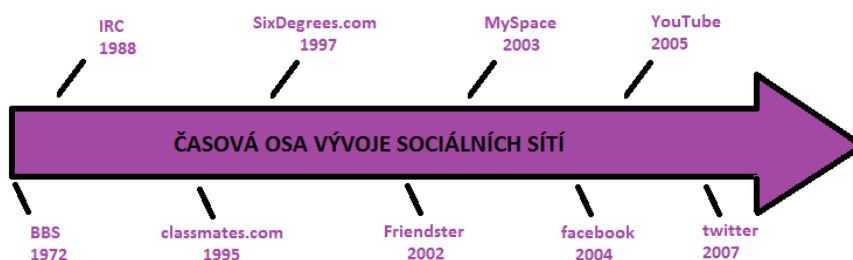 IRC
1988
SixDegrees.com
1997
MySpace
2003
YouTube
2005
ČASOVÁ OSA VÝVOJE SOCIÁLNÍCH SÍTÍ
BBS
1972
classmates.com
1995
Friendster
2002
facebook
2004
twitter
2007